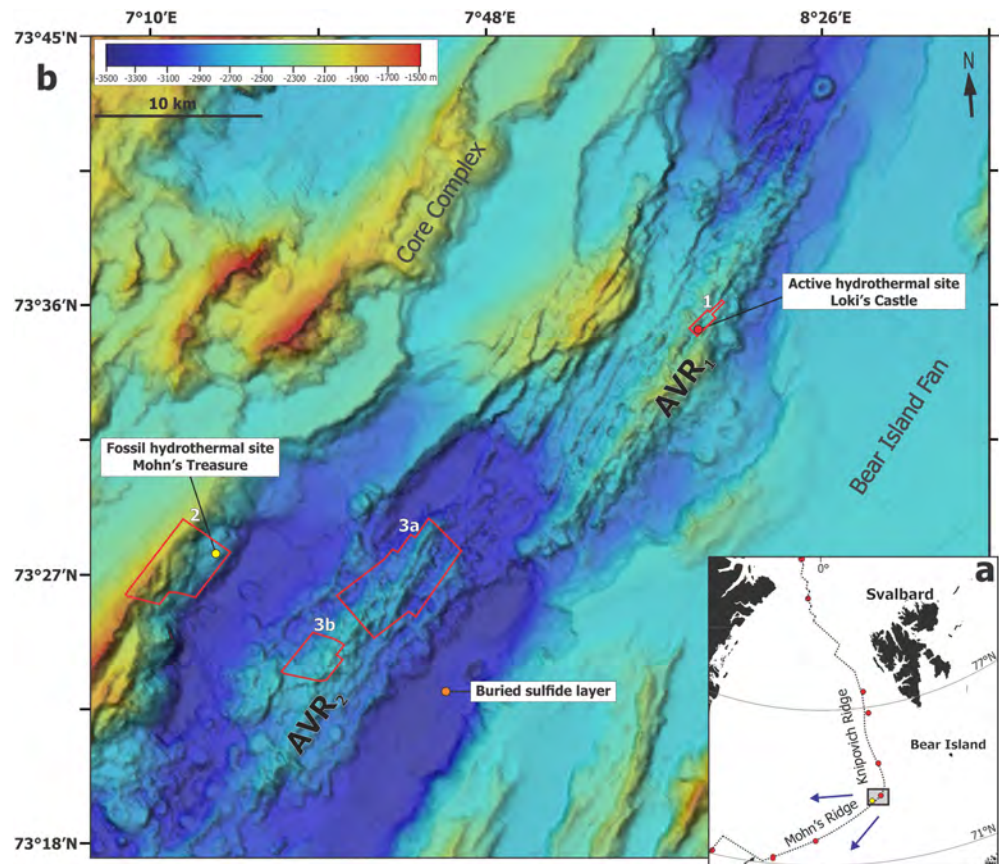 7°10′E 7°48′E 8°26′E
73°45′N
-3500 -3300 -3100 -2900 -2700 -2500 -2300 -2100 -1900 -1700 -1500 m
b
10 km
N
Core Complex
73°36′N
1
Active hydrothermal site
Loki's Castle
AVR1
Bear Island Fan
Fossil hydrothermal site
Mohn's Treasure
2
3a
73°27′N
3b
Buried sulfide layer
AVR2
73°18′N
a
0°
Svalbard
77°N
Knipovich Ridge
Bear Island
Mohn's Ridge
71°N